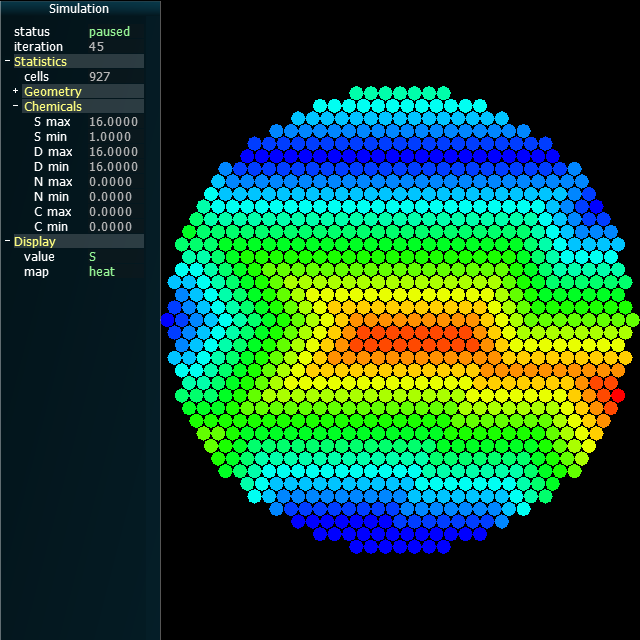 Simulation
status paused
iteration 45
- Statistics
cells 927
+ Geometry
- Chemicals
S max 16.0000
S min 1.0000
D max 16.0000
D min 16.0000
N max 0.0000
N min 0.0000
C max 0.0000
C min 0.0000
- Display
value S
map heat